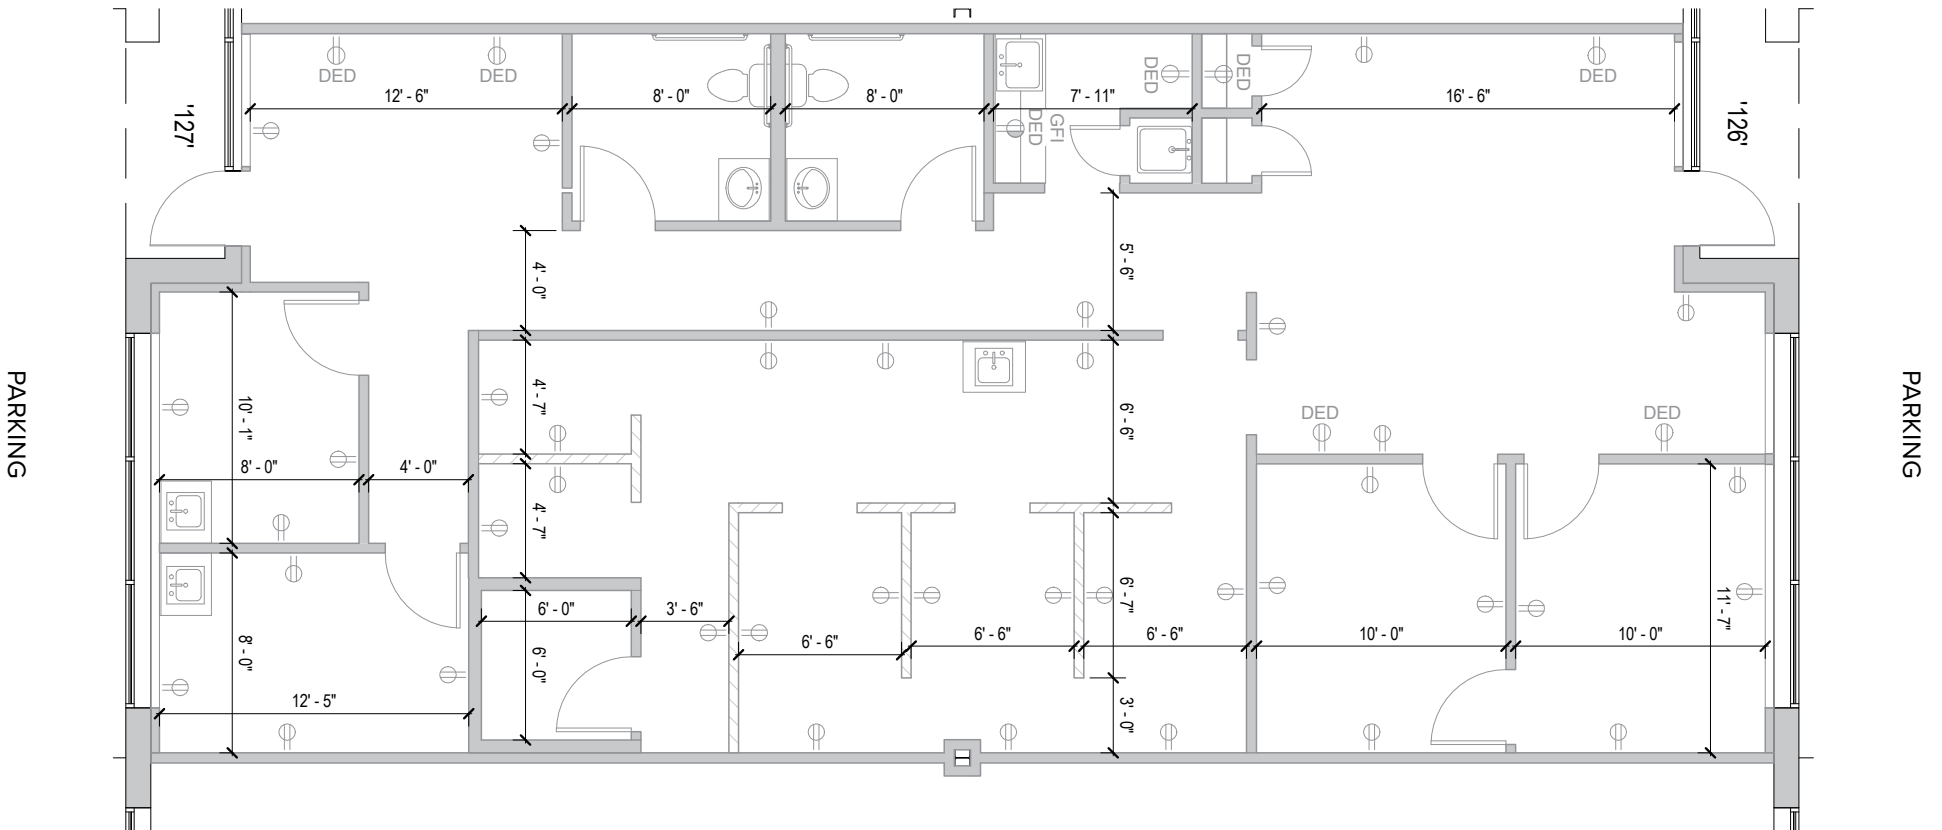 DED
DED
DED
DED
DED
12' - 6"
8' - 0"
8' - 0"
7' - 11"
16' - 6"
'127'
'126'
GFI
DED
5' - 6"
4' - 0"
PARKING
PARKING
10' - 1"
4' - 7"
6' - 6"
DED
DED
8' - 0"
4' - 0"
4' - 7"
6' - 7"
11' - 7"
6' - 0"
3' - 6"
6' - 6"
6' - 6"
6' - 6"
10' - 0"
10' - 0"
8' - 0"
6' - 0"
12' - 5"
3' - 0"